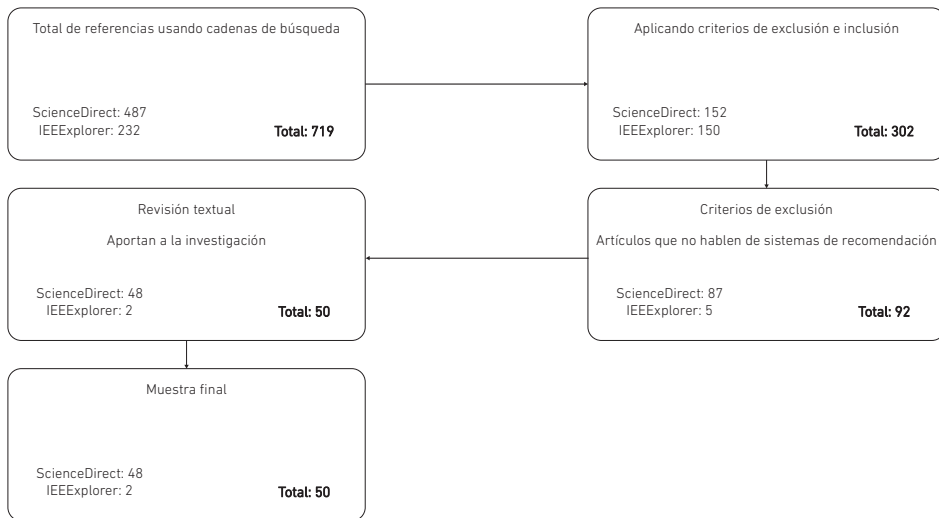 Total de referencias usando cadenas de búsqueda
ScienceDirect: 487
IEEExplorer: 232
Total: 719
Aplicando criterios de exclusión e inclusión
ScienceDirect: 152
IEEExplorer: 150
Total: 302
Criterios de exclusión
Artículos que no hablen de sistemas de recomendación
ScienceDirect: 87
IEEExplorer: 5
Total: 92
Revisión textual
Aportan a la investigación
ScienceDirect: 48
IEEExplorer: 2
Total: 50
Muestra final
ScienceDirect: 48
IEEExplorer: 2
Total: 50